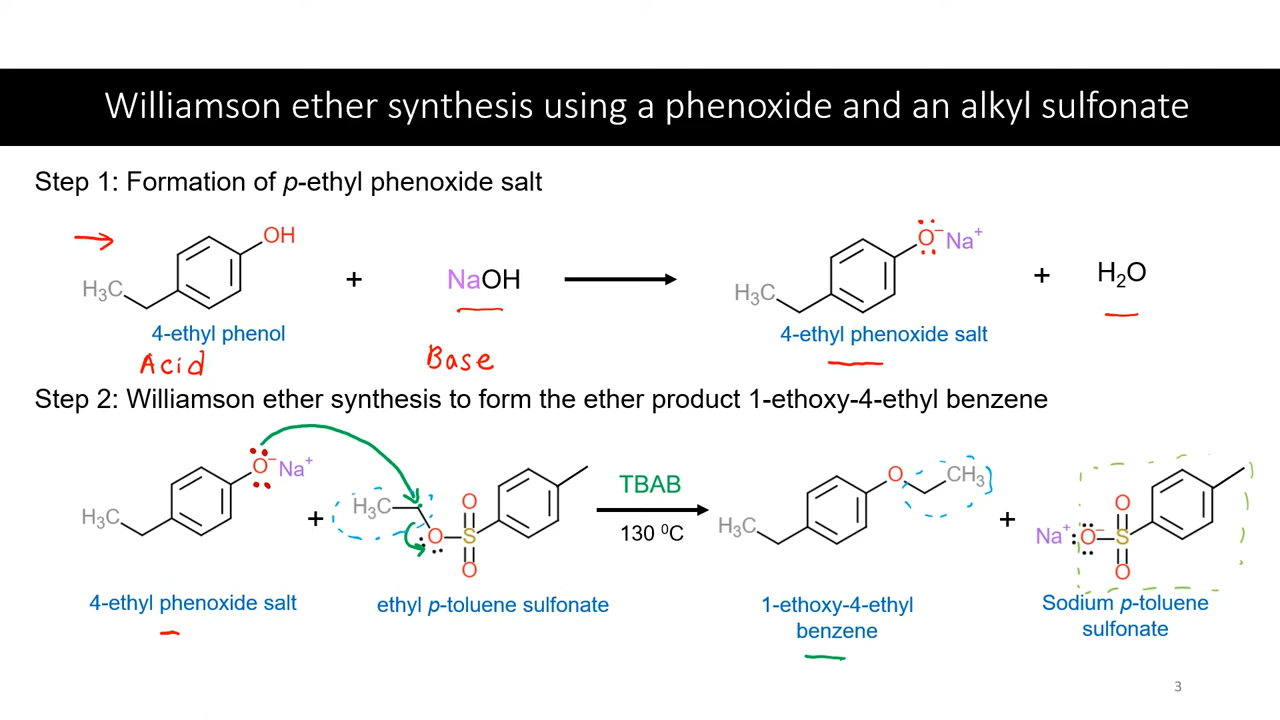 Williamson ether synthesis using a phenoxide and an alkyl sulfonate
Step 1: Formation of p-ethyl phenoxide salt
OH
H₃C
4-ethyl phenol
Acid
+
NaOH
Base
O⁻ Na⁺
H₃C
4-ethyl phenoxide salt
+
H₂O
Step 2: Williamson ether synthesis to form the ether product 1-ethoxy-4-ethyl benzene
O⁻ Na⁺
H₃C
4-ethyl phenoxide salt
+
H₃C
O
O S
O
ethyl p-toluene sulfonate
TBAB
130 ⁰C
O CH₃
H₃C
1-ethoxy-4-ethyl
benzene
+
O
Na⁺ O⁻ S
O
Sodium p-toluene
sulfonate
3